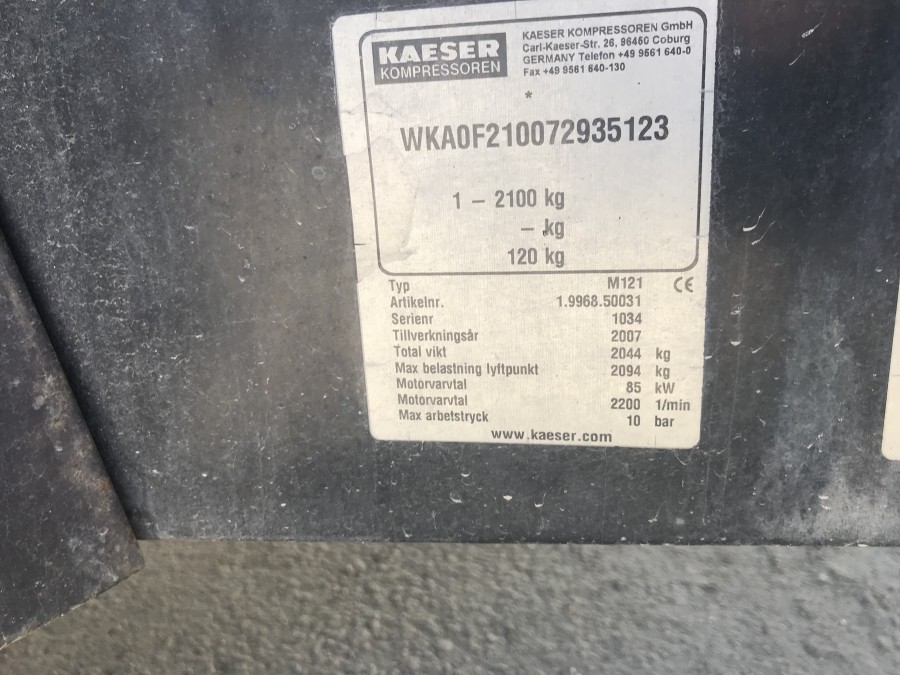 KAESER
KOMPRESSOREN
KAESER KOMPRESSOREN GmbH
Carl-Kaeser-Str. 26, 96450 Coburg
GERMANY Telefon +49 9561 640-0
Fax +49 9561 640-130
*
WKA0F210072935123
1 – 2100 kg
– kg
120 kg
Typ M121 CE
Artikelnr. 1.9968.50031
Serienr 1034
Tillverkningsår 2007
Total vikt 2044 kg
Max belastning lyftpunkt 2094 kg
Motorvarvtal 85 kW
Motorvarvtal 2200 1/min
Max arbetstryck 10 bar
www.kaeser.com